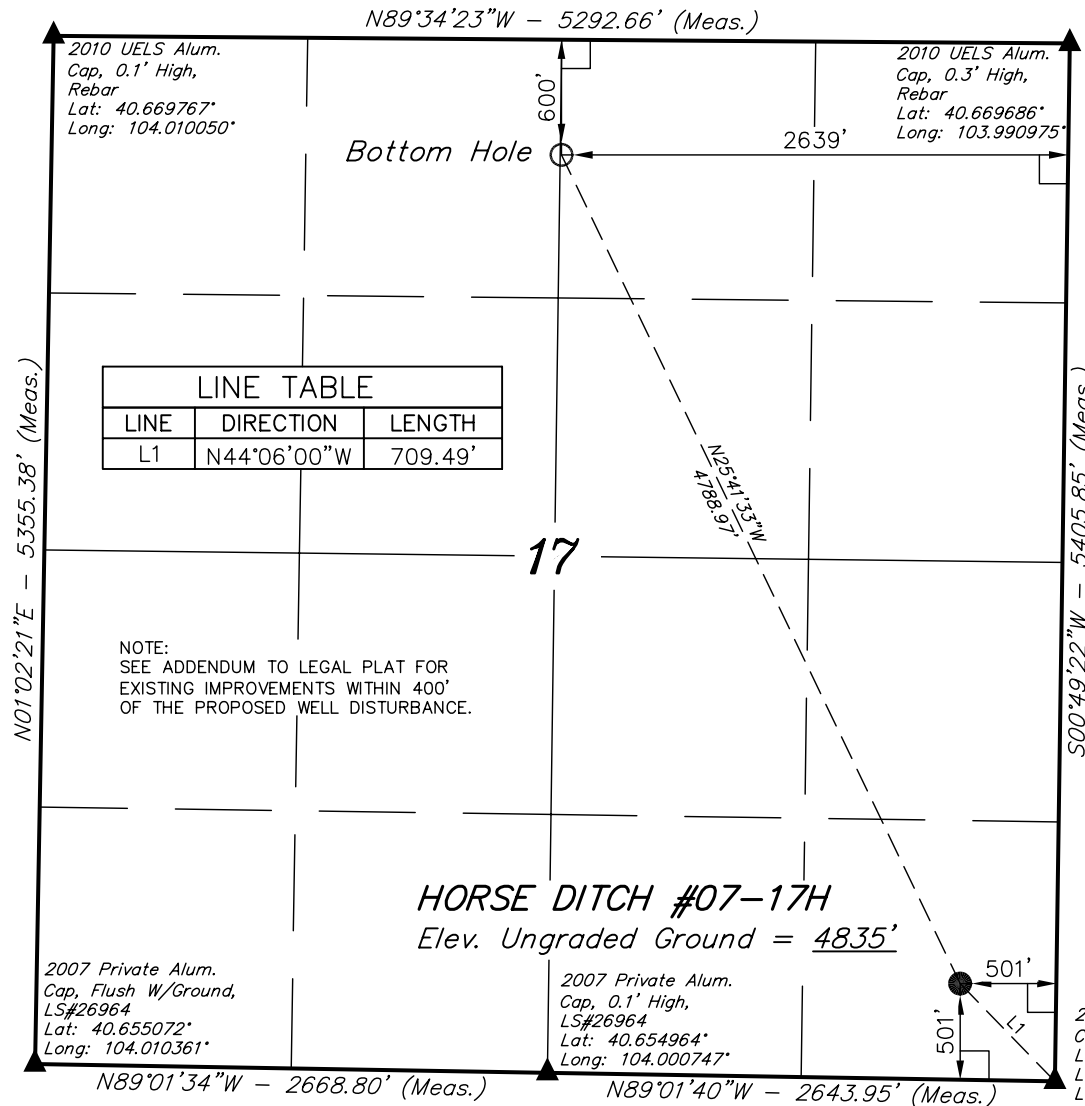 N89°34'23"W - 5292.66' (Meas.)
2010 UELS Alum.
Cap, 0.1' High,
Rebar
Lat: 40.669767°
Long: 104.010050°
2010 UELS Alum.
Cap, 0.3' High,
Rebar
Lat: 40.669686°
Long: 103.990975°
600'
Bottom Hole
2639'
LINE TABLE
LINE DIRECTION LENGTH
L1 N44°06'00"W 709.49'
N01°02'21"E - 5355.38' (Meas.)
N25°41'33"W
4788.97'
S00°49'22"W - 5405.85' (Meas.)
17
NOTE:
SEE ADDENDUM TO LEGAL PLAT FOR
EXISTING IMPROVEMENTS WITHIN 400'
OF THE PROPOSED WELL DISTURBANCE.
HORSE DITCH #07-17H
Elev. Ungraded Ground = 4835'
2007 Private Alum.
Cap, Flush W/Ground,
LS#26964
Lat: 40.655072°
Long: 104.010361°
2007 Private Alum.
Cap, 0.1' High,
LS#26964
Lat: 40.654964°
Long: 104.000747°
501'
501'
L1
N89°01'34"W - 2668.80' (Meas.)
N89°01'40"W - 2643.95' (Meas.)